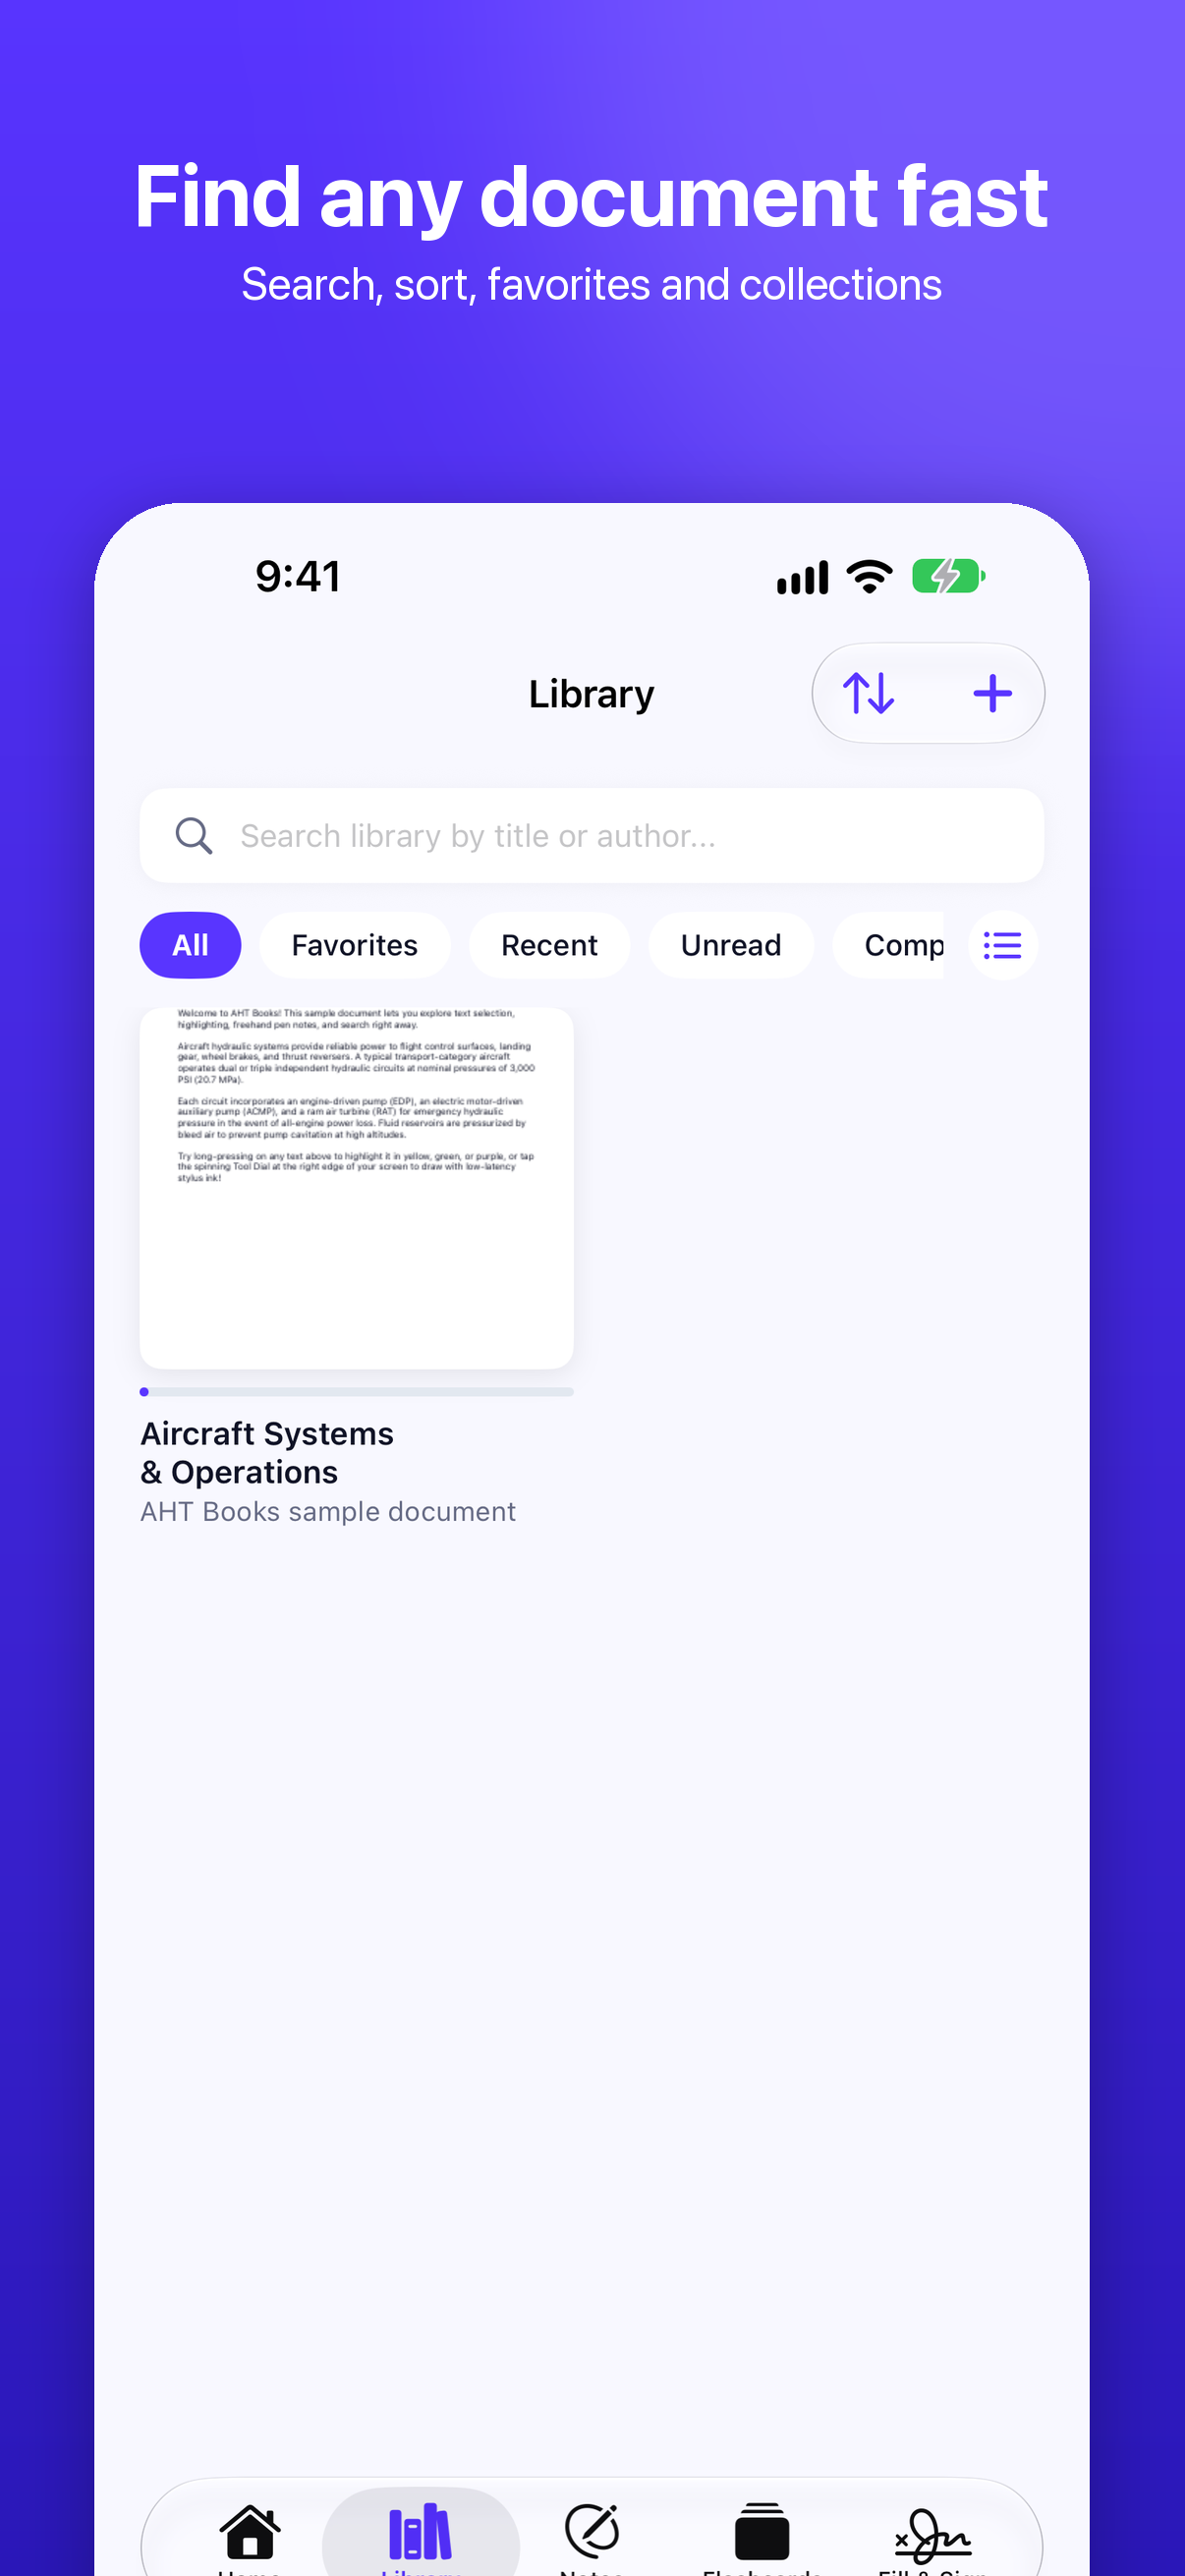 Find any document fast
Search, sort, favorites and collections
9:41
Library
Search library by title or author...
All
Favorites
Recent
Unread
Comp
Welcome to AHT Books! This sample document lets you explore text selection,
highlighting, freehand pen notes, and search right away.
Aircraft hydraulic systems provide reliable power to flight control surfaces, landing
gear, wheel brakes, and thrust reversers. A typical transport-category aircraft
operates dual or triple independent hydraulic circuits at nominal pressures of 3,000
PSI (20.7 MPa).
Each circuit incorporates an engine-driven pump (EDP), an electric motor-driven
auxiliary pump (ACMP), and a ram air turbine (RAT) for emergency hydraulic
pressure in the event of all-engine power loss. Fluid reservoirs are pressurized by
bleed air to prevent pump cavitation at high altitudes.
Try long-pressing on any text above to highlight it in yellow, green, or purple, or tap
the spinning Tool Dial at the right edge of your screen to draw with low-latency
stylus ink!
Aircraft Systems
& Operations
AHT Books sample document
Home
Library
Notes
Flashcards
Fill & Sign